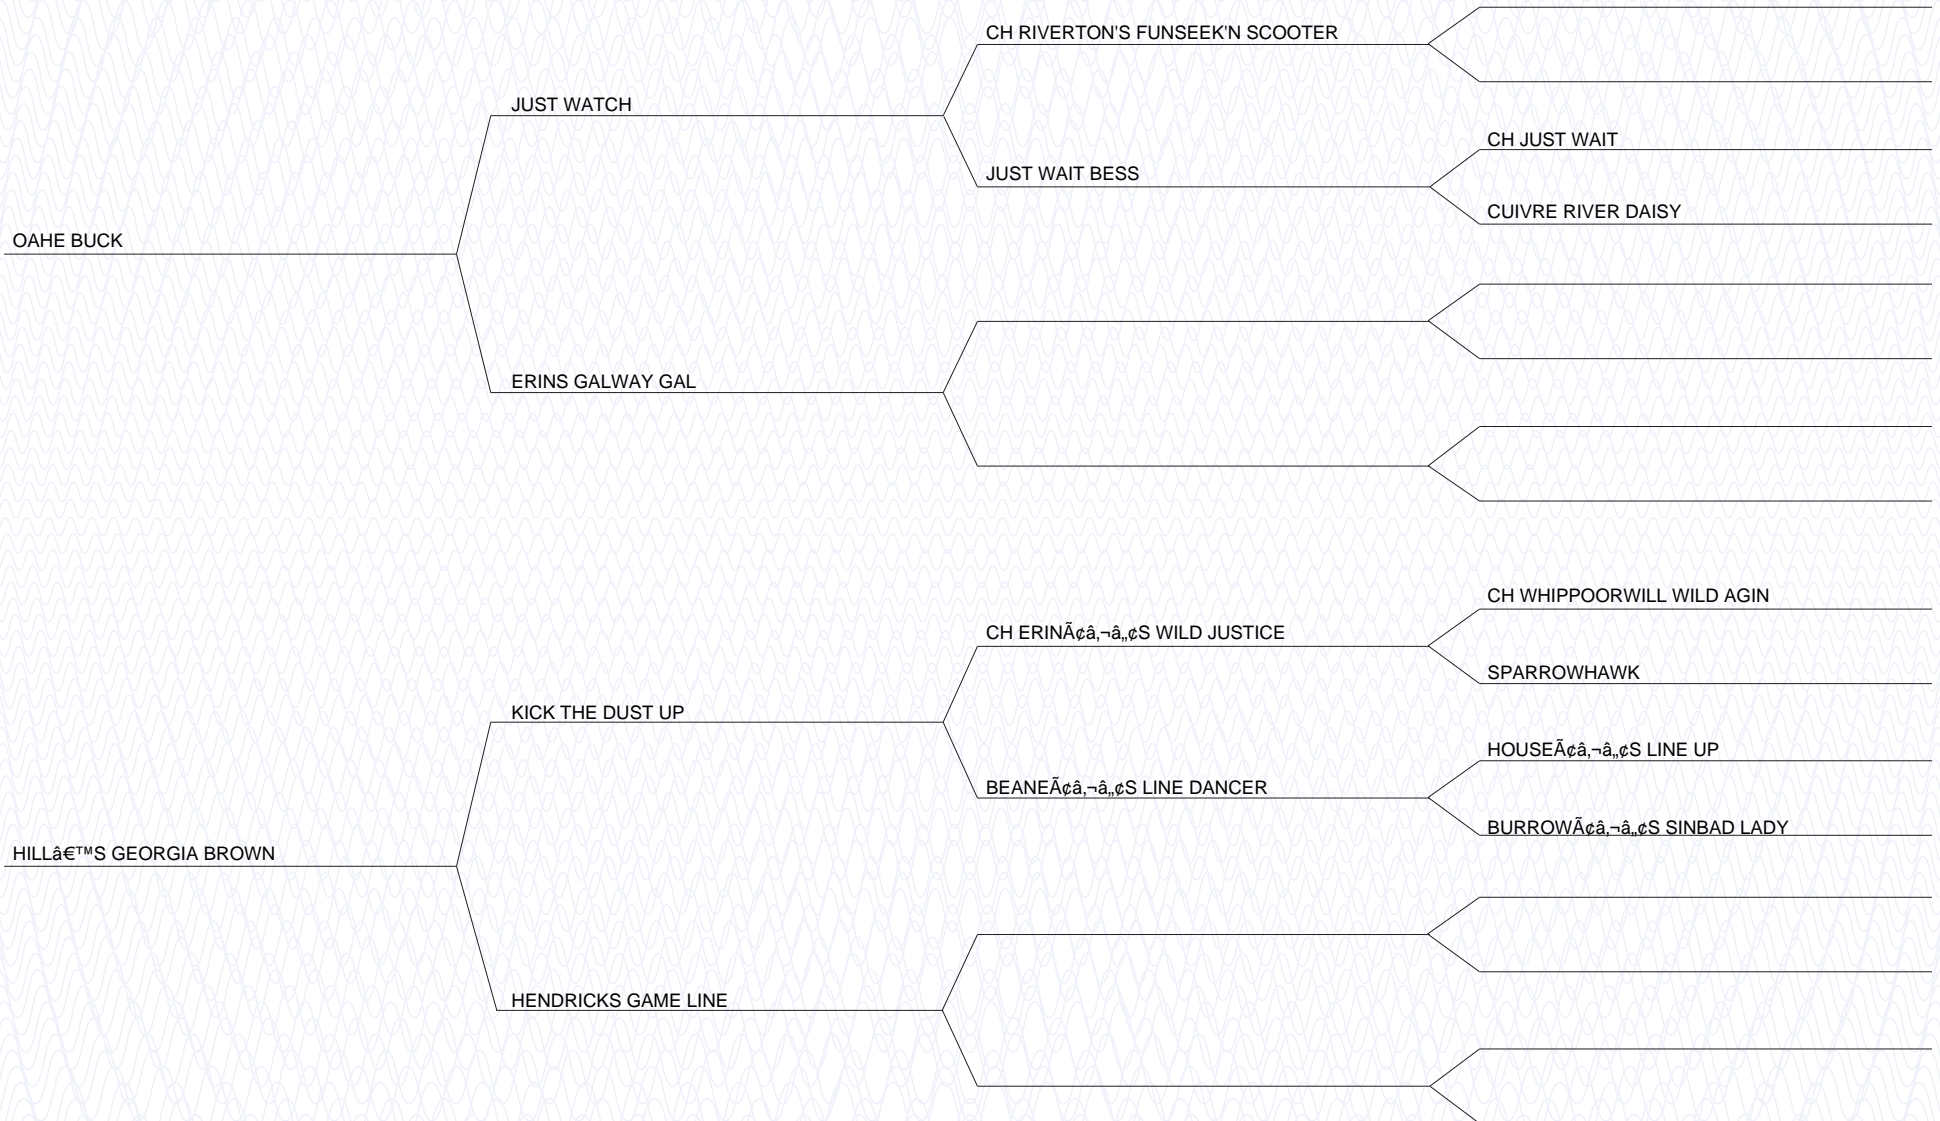 CH RIVERTON'S FUNSEEK'N SCOOTER
JUST WATCH
CH JUST WAIT
JUST WAIT BESS
CUIVRE RIVER DAISY
OAHE BUCK
ERINS GALWAY GAL
CH WHIPPOORWILL WILD AGIN
CH ERINÃ¢â‚¬â„¢S WILD JUSTICE
SPARROWHAWK
KICK THE DUST UP
HOUSEÃ¢â‚¬â„¢S LINE UP
BEANEÃ¢â‚¬â„¢S LINE DANCER
BURROWÃ¢â‚¬â„¢S SINBAD LADY
HILLâ€™S GEORGIA BROWN
HENDRICKS GAME LINE